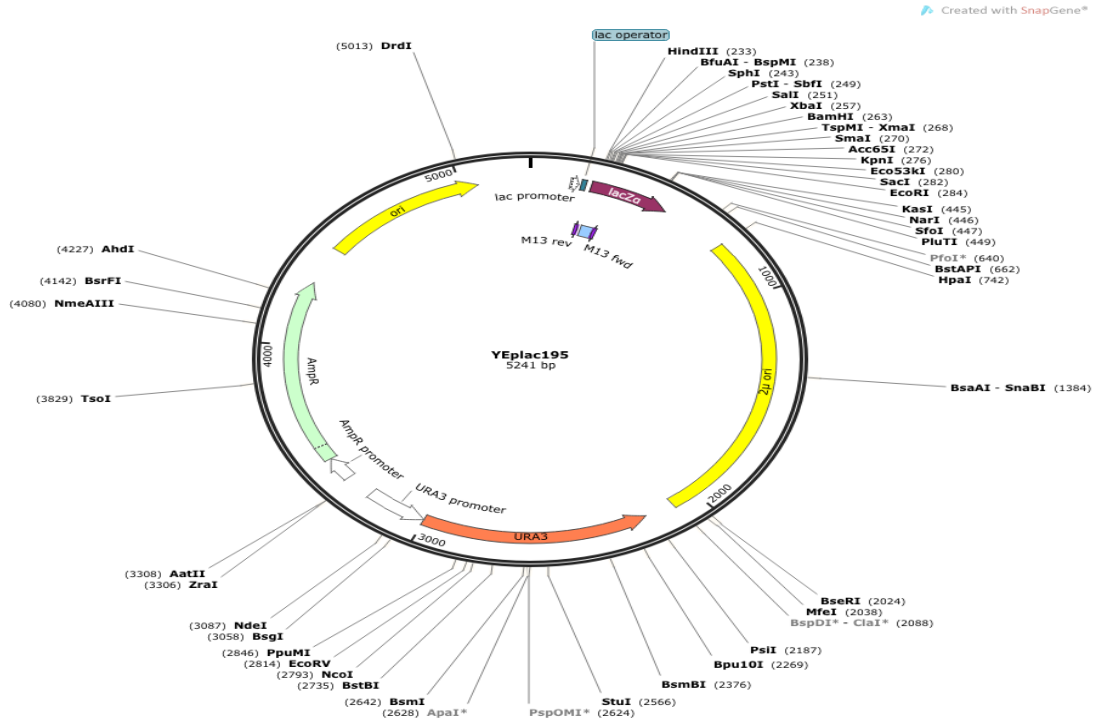 Created with SnapGene®
(5013) DrdI
lac operator
HindIII (233)
BfuAI - BspMI (238)
SphI (243)
PstI - SbfI (249)
SalI (251)
XbaI (257)
BamHI (263)
TspMI - XmaI (268)
SmaI (270)
Acc65I (272)
KpnI (276)
Eco53kI (280)
SacI (282)
EcoRI (284)
KasI (445)
NarI (446)
SfoI (447)
PluTI (449)
PfoI* (640)
BstAPI (662)
HpaI (742)
5000
ori
lac promoter
lacZα
M13 rev
M13 fwd
1000
(4227) AhdI
(4142) BsrFI
(4080) NmeAIII
4000
AmpR
YEplac195
5241 bp
2μ ori
BsaAI - SnaBI (1384)
(3829) TsoI
AmpR promoter
URA3 promoter
2000
3000
URA3
(3308) AatII
(3306) ZraI
(3087) NdeI
(3058) BsgI
(2846) PpuMI
(2814) EcoRV
(2793) NcoI
(2735) BstBI
(2642) BsmI
(2628) ApaI*
PspOMI* (2624)
StuI (2566)
BsmBI (2376)
Bpu10I (2269)
PsiI (2187)
BspDI* - ClaI* (2088)
MfeI (2038)
BseRI (2024)